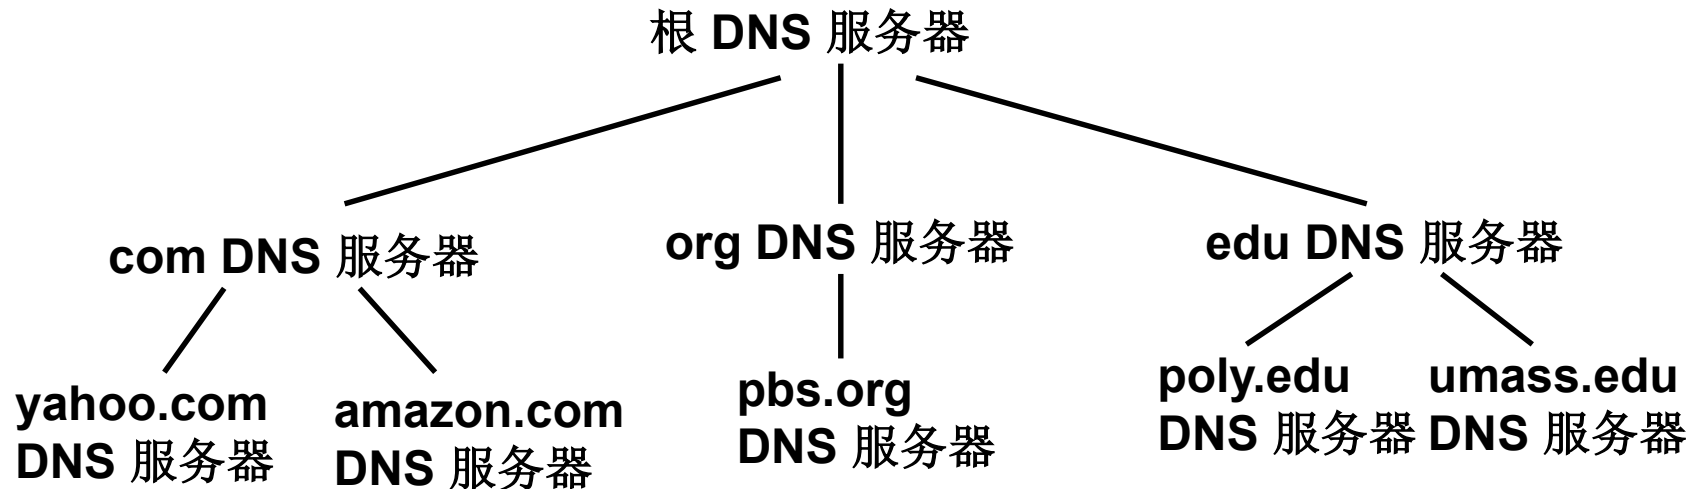 根 DNS 服务器
com DNS 服务器
org DNS 服务器
edu DNS 服务器
yahoo.com
DNS 服务器
amazon.com
DNS 服务器
pbs.org
DNS 服务器
poly.edu
DNS 服务器
umass.edu
DNS 服务器